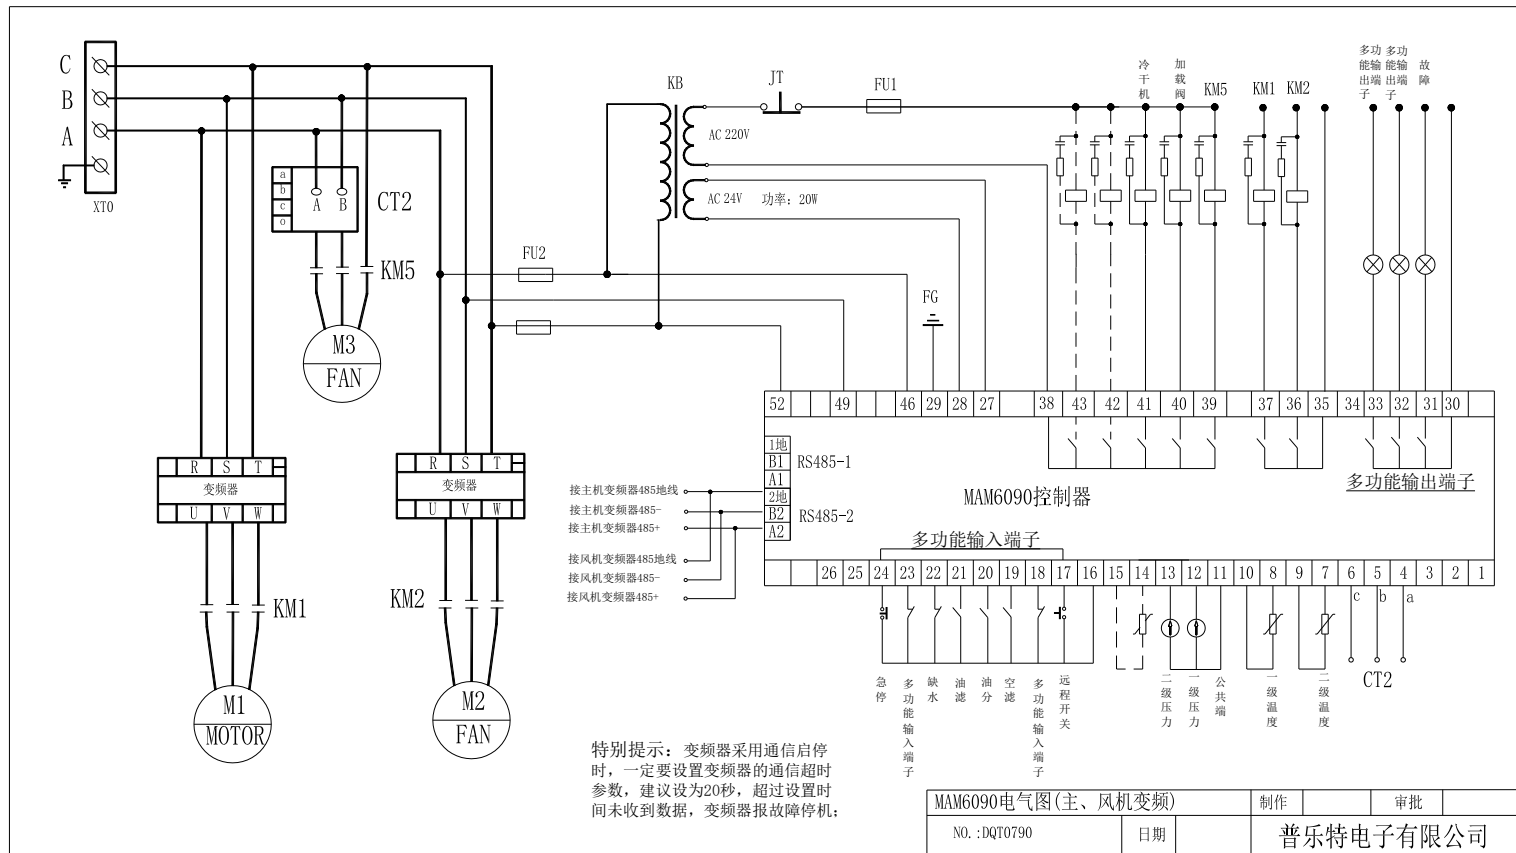 C
B
A
XT0
a
b
c
o
A B
CT2
KM5
M3
FAN
R S T
变频器
U V W
KM1
M1
MOTOR
R S T
变频器
U V W
KM2
M2
FAN
FU2
KB
AC 220V
AC 24V
功率: 20W
JT
FU1
FG
冷干机
加载阀
KM5
KM1
KM2
多功能输出端子
多功能输出端子
故障
52 49 46 29 28 27 38 43 42 41 40 39 37 36 35 34 33 32 31 30
1地
B1
A1
RS485-1
2地
B2
A2
RS485-2
MAM6090控制器
多功能输出端子
多功能输入端子
接主机变频器485地线
接主机变频器485-
接主机变频器485+
接风机变频器485地线
接风机变频器485-
接风机变频器485+
26 25 24 23 22 21 20 19 18 17 16 15 14 13 12 11 10 8 9 7 6 5 4 3 2 1
c b a
CT2
急停
多功能输入端子
缺水
油滤
油分
空滤
多功能输入端子
远程开关
二级压力
一级压力
公共端
一级温度
二级温度
特别提示：变频器采用通信启停
时，一定要设置变频器的通信超时
参数，建议设为20秒，超过设置时
间未收到数据，变频器报故障停机；
MAM6090电气图(主、风机变频)
制作
审批
NO.:DQT0790
日期
普乐特电子有限公司